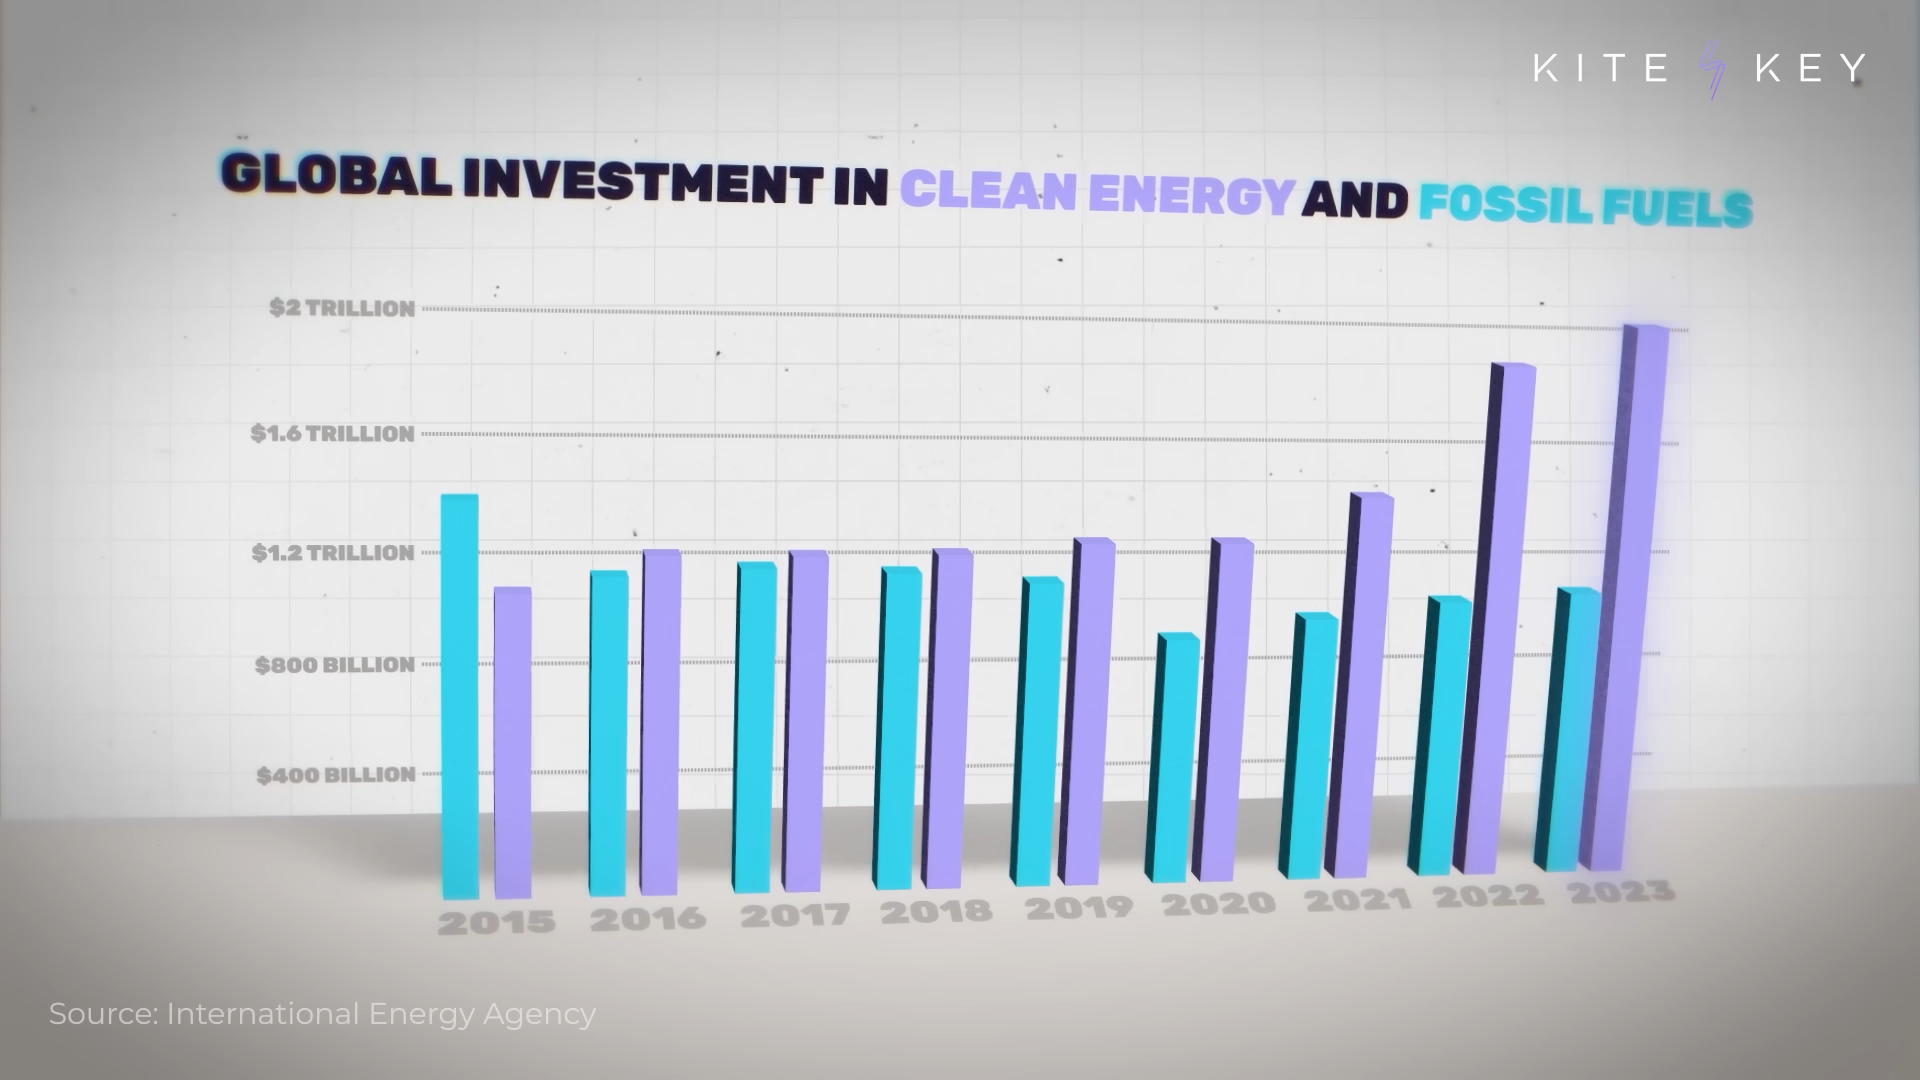 KITE KEY
GLOBAL INVESTMENT IN CLEAN ENERGY AND FOSSIL FUELS
$2 TRILLION
$1.6 TRILLION
$1.2 TRILLION
$800 BILLION
$400 BILLION
2015 2016 2017 2018 2019 2020 2021 2022 2023
Source: International Energy Agency